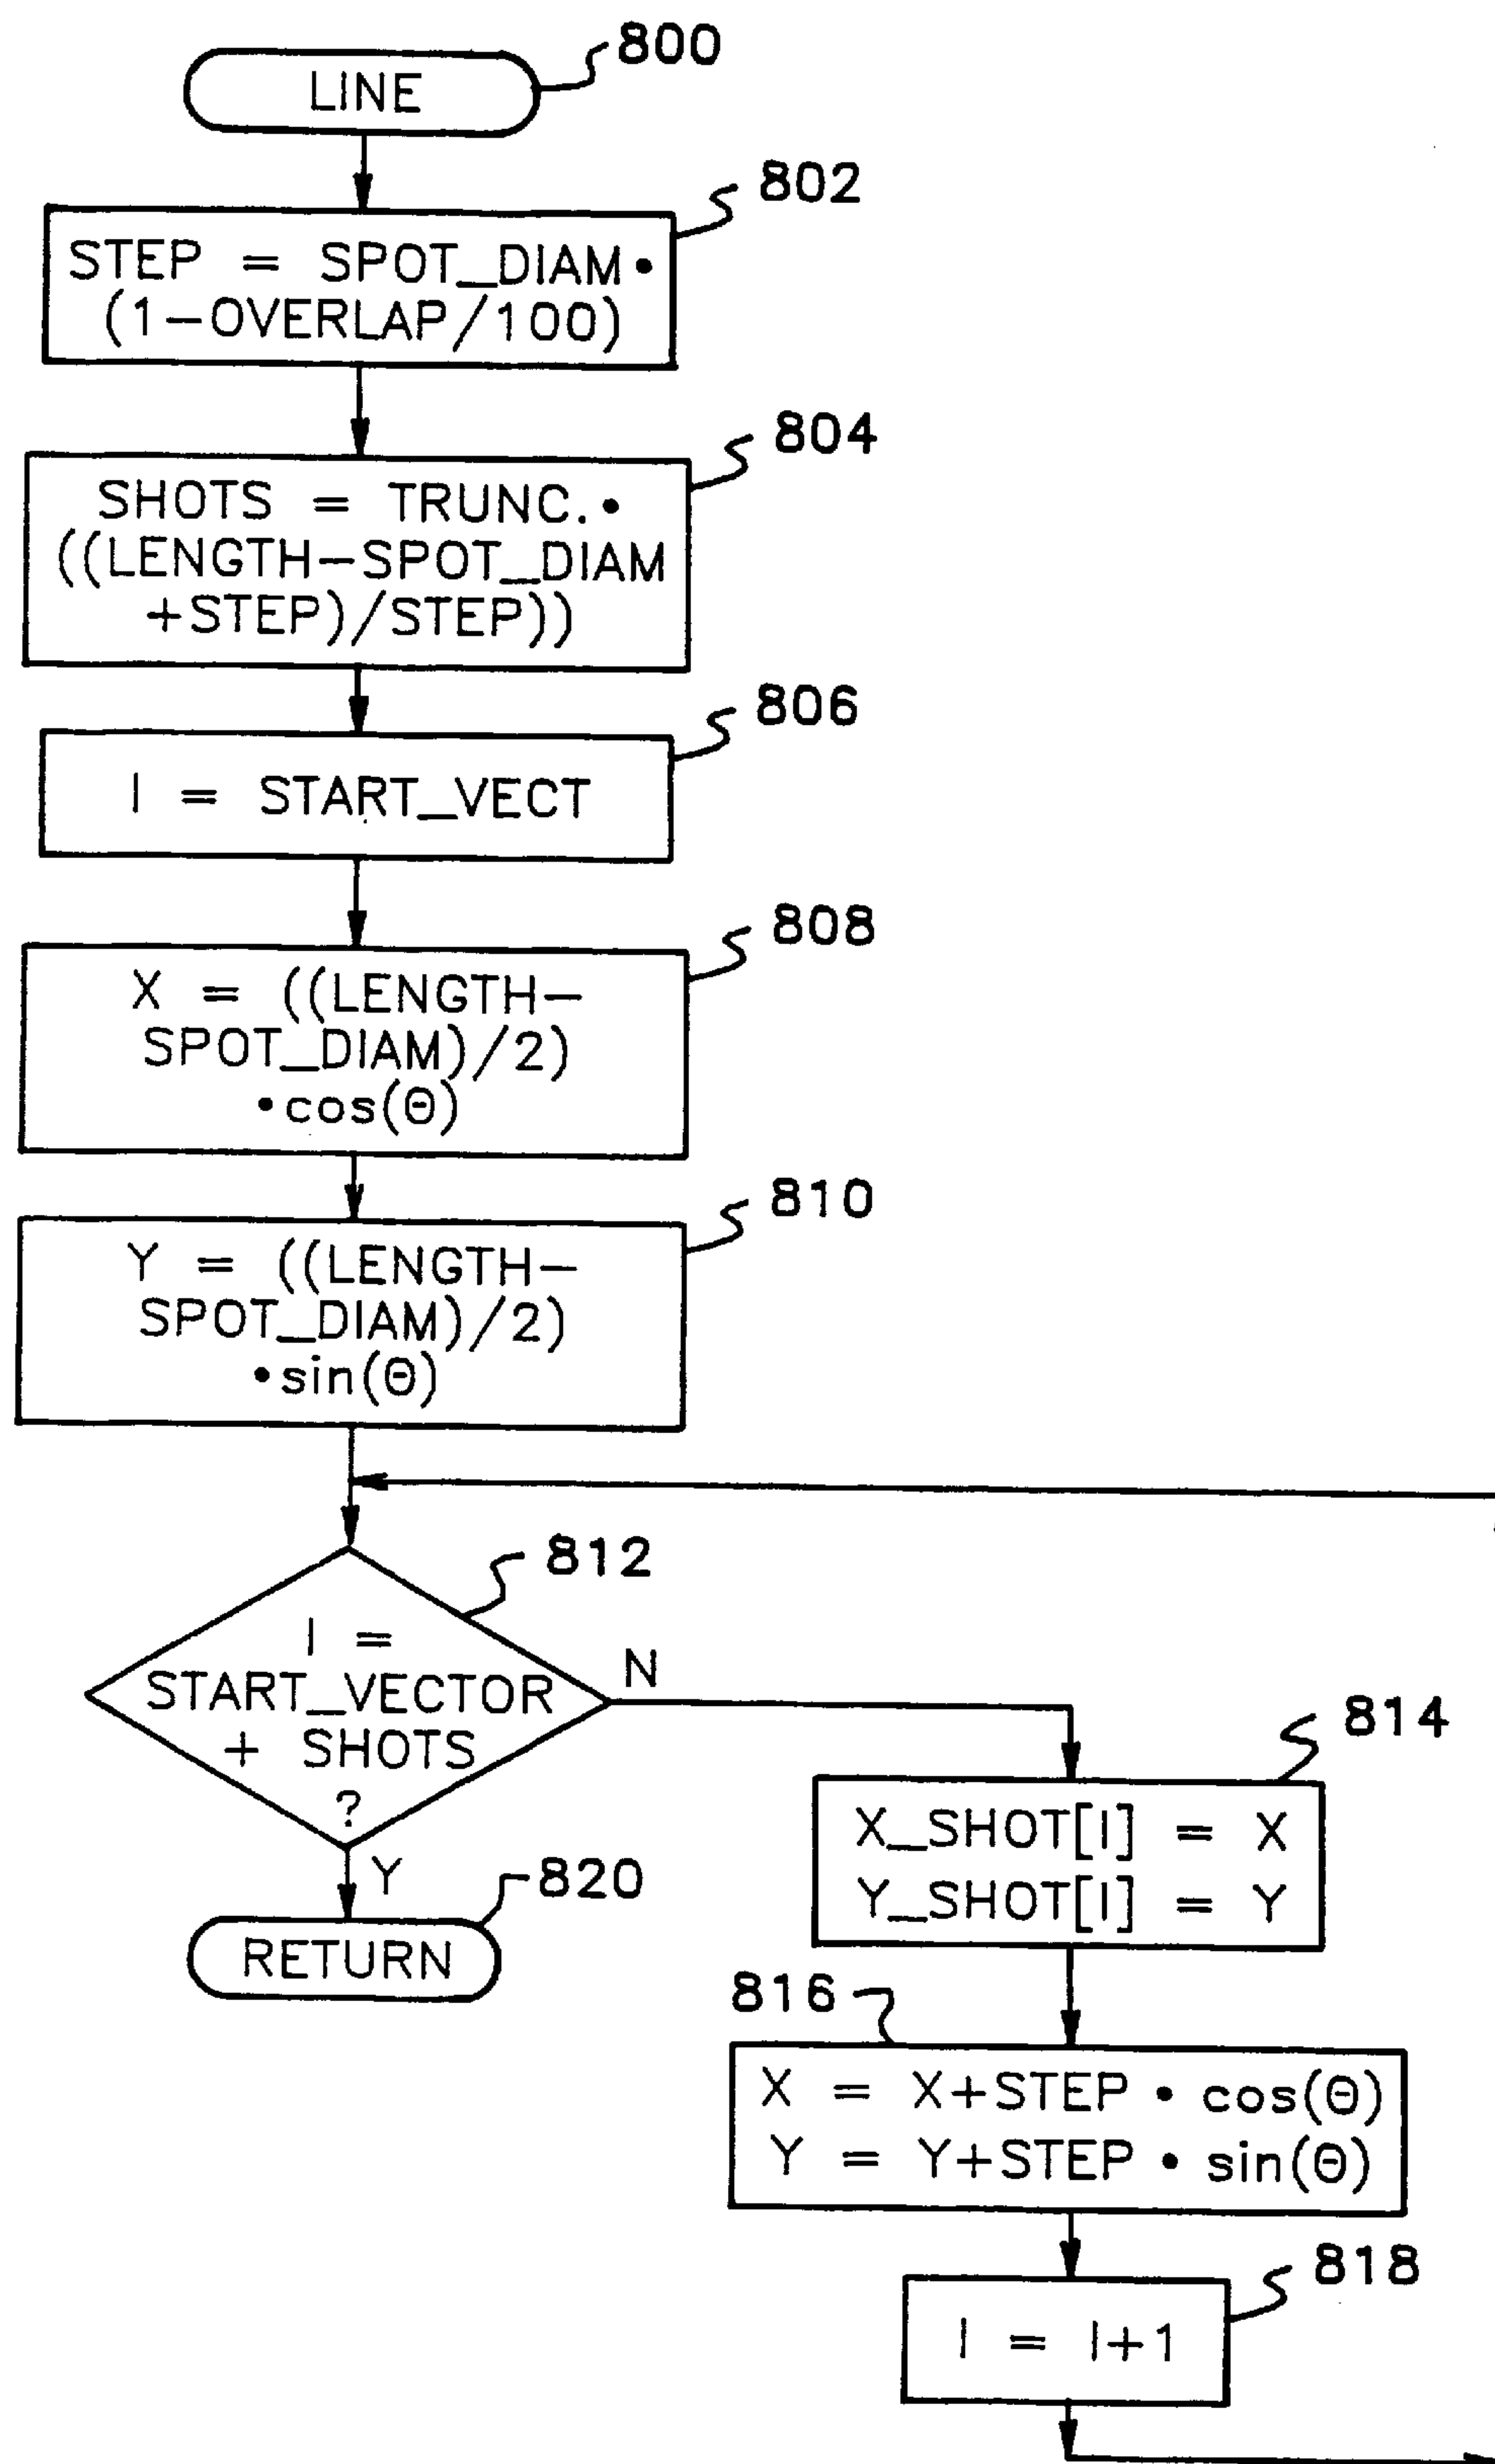 800
LINE
802
STEP = SPOT_DIAM•
(1-OVERLAP/100)
804
SHOTS = TRUNC.•
((LENGTH-SPOT_DIAM
+STEP)/STEP))
806
I = START_VECT
808
X = ((LENGTH-
SPOT_DIAM)/2)
•cos(Θ)
810
Y = ((LENGTH-
SPOT_DIAM)/2)
•sin(Θ)
812
I =
START_VECTOR
+ SHOTS
?
N
Y
820
RETURN
814
X_SHOT[I] = X
Y_SHOT[I] = Y
816
X = X+STEP • cos(Θ)
Y = Y+STEP • sin(Θ)
818
I = I+1